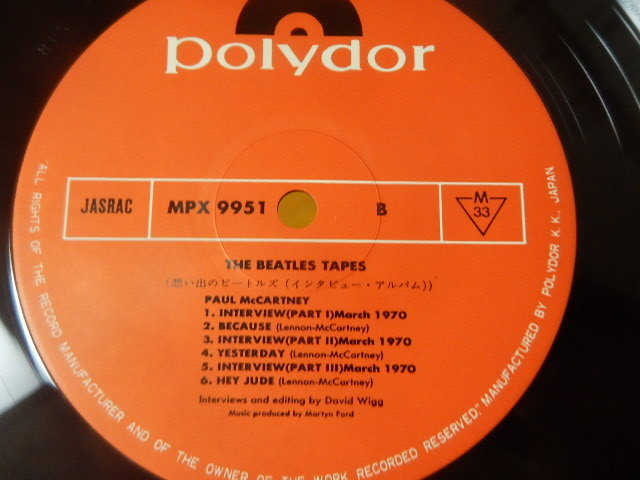 polydor
JASRAC
MPX 9951
B
M
33
THE BEATLES TAPES
(想い出のビートルズ (インタビュー・アルバム))
PAUL McCARTNEY
1. INTERVIEW(PART I)March 1970
2. BECAUSE (Lennon-McCartney)
3. INTERVIEW(PART II)March 1970
4. YESTERDAY (Lennon-McCartney)
5. INTERVIEW(PART III)March 1970
6. HEY JUDE (Lennon-McCartney)
Interviews and editing by David Wigg
Music produced by Martyn Ford
"ALL RIGHTS OF THE RECORD MANUFACTURER AND OF THE OWNER OF THE WORK RECORDED RESERVED" MANUFACTURED BY POLYDOR K.K., JAPAN